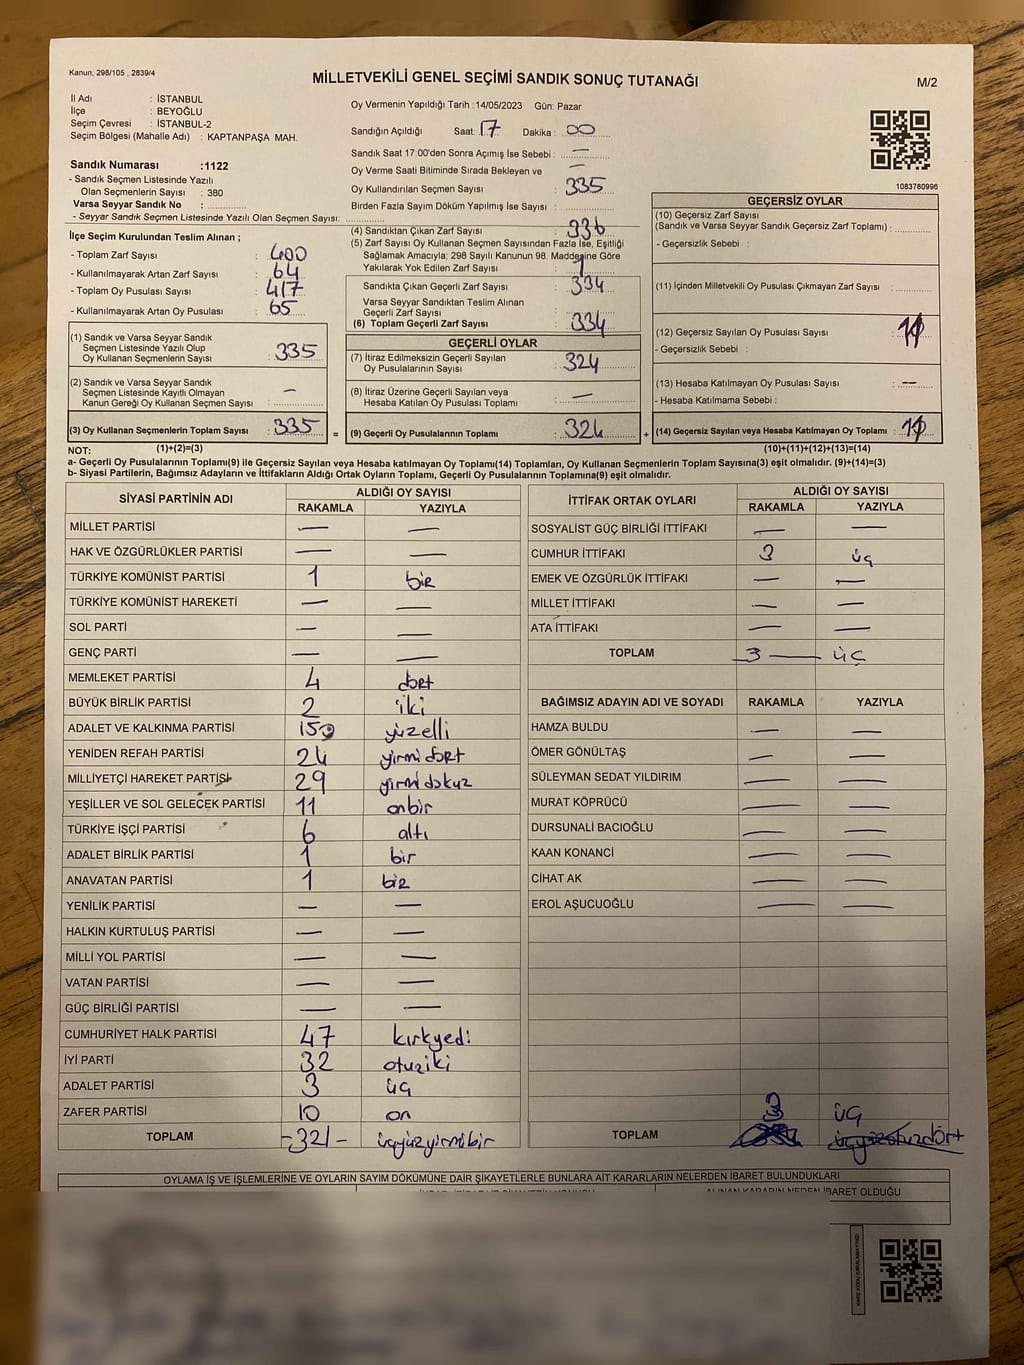 Kanun; 298/105 , 2839/4
MİLLETVEKİLİ GENEL SEÇİMİ SANDIK SONUÇ TUTANAĞI
M/2
İl Adı : İSTANBUL
İlçe : BEYOĞLU
Seçim Çevresi : İSTANBUL-2
Seçim Bölgesi (Mahalle Adı) : KAPTANPAŞA MAH.
Sandık Numarası :1122
- Sandık Seçmen Listesinde Yazılı
Olan Seçmenlerin Sayısı : 380
Varsa Seyyar Sandık No :
- Seyyar Sandık Seçmen Listesinde Yazılı Olan Seçmen Sayısı:
Oy Vermenin Yapıldığı Tarih :14/05/2023 Gün: Pazar
Sandığın Açıldığı Saat: 17 Dakika : 00
Sandık Saat 17:00'den Sonra Açımış İse Sebebi : —
Oy Verme Saati Bitiminde Sırada Bekleyen ve : —
Oy Kullandırılan Seçmen Sayısı : 335
Birden Fazla Sayım Döküm Yapılmış İse Sayısı :
1083780996
İlçe Seçim Kurulundan Teslim Alınan ;
- Toplam Zarf Sayısı : 400
- Kullanılmayarak Artan Zarf Sayısı : 64
- Toplam Oy Pusulası Sayısı : 417
- Kullanılmayarak Artan Oy Pusulası : 65
(4) Sandıktan Çıkan Zarf Sayısı : 336
(5) Zarf Sayısı Oy Kullanan Seçmen Sayısından Fazla İse, Eşitliği
Sağlamak Amacıyla; 298 Sayılı Kanunun 98. Maddesine Göre
Yakılarak Yok Edilen Zarf Sayısı : 1
Sandıkta Çıkan Geçerli Zarf Sayısı : 334
Varsa Seyyar Sandıktan Teslim Alınan
Geçerli Zarf Sayısı :
(6) Toplam Geçerli Zarf Sayısı : 334
GEÇERSİZ OYLAR
(10) Geçersiz Zarf Sayısı
(Sandık ve Varsa Seyyar Sandık Geçersiz Zarf Toplamı) :
- Geçersizlik Sebebi :
(11) İçinden Milletvekili Oy Pusulası Çıkmayan Zarf Sayısı :
(12) Geçersiz Sayılan Oy Pusulası Sayısı :
- Geçersizlik Sebebi :
(13) Hesaba Katılmayan Oy Pusulası Sayısı : —
- Hesaba Katılmama Sebebi :
(14) Geçersiz Sayılan veya Hesaba Katılmayan Oy Toplamı :
(1) Sandık ve Varsa Seyyar Sandık
Seçmen Listesinde Yazılı Olup
Oy Kullanan Seçmenlerin Sayısı : 335
(2) Sandık ve Varsa Seyyar Sandık
Seçmen Listesinde Kayıtlı Olmayan
Kanun Gereği Oy Kullanan Seçmen Sayısı : —
(3) Oy Kullanan Seçmenlerin Toplam Sayısı : 335 =
GEÇERLİ OYLAR
(7) İtiraz Edilmeksizin Geçerli Sayılan
Oy Pusulalarının Sayısı : 324
(8) İtiraz Üzerine Geçerli Sayılan veya
Hesaba Katılan Oy Pusulası Toplamı : —
(9) Geçerli Oy Pusulalarının Toplamı : 324 +
NOT: (1)+(2)=(3) (10)+(11)+(12)+(13)=(14)
a- Geçerli Oy Pusulalarının Toplamı(9) ile Geçersiz Sayılan veya Hesaba katılmayan Oy Toplamı(14) Toplamları, Oy Kullanan Seçmenlerin Toplam Sayısına(3) eşit olmalıdır. (9)+(14)=(3)
b- Siyasi Partilerin, Bağımsız Adayların ve İttifakların Aldığı Ortak Oyların Toplamı, Geçerli Oy Pusulalarının Toplamına(9) eşit olmalıdır.
SİYASİ PARTİNİN ADI ALDIĞI OY SAYISI
RAKAMLA YAZIYLA
MİLLET PARTİSİ — —
HAK VE ÖZGÜRLÜKLER PARTİSİ — —
TÜRKİYE KOMÜNİST PARTİSİ 1 bir
TÜRKİYE KOMÜNİST HAREKETİ — —
SOL PARTİ — —
GENÇ PARTİ — —
MEMLEKET PARTİSİ 4 dört
BÜYÜK BİRLİK PARTİSİ 2 iki
ADALET VE KALKINMA PARTİSİ 150 yüzelli
YENİDEN REFAH PARTİSİ 24 yirmidört
MİLLİYETÇİ HAREKET PARTİSİ 29 yirmidokuz
YEŞİLLER VE SOL GELECEK PARTİSİ 11 onbir
TÜRKİYE İŞÇİ PARTİSİ 6 altı
ADALET BİRLİK PARTİSİ 1 bir
ANAVATAN PARTİSİ 1 bir
YENİLİK PARTİSİ — —
HALKIN KURTULUŞ PARTİSİ — —
MİLLİ YOL PARTİSİ — —
VATAN PARTİSİ — —
GÜÇ BİRLİĞİ PARTİSİ — —
CUMHURİYET HALK PARTİSİ 47 kırkyedi
İYİ PARTİ 32 otuziki
ADALET PARTİSİ 3 üç
ZAFER PARTİSİ 10 on
TOPLAM -321- üçyüzyirmibir
İTTİFAK ORTAK OYLARI ALDIĞI OY SAYISI
RAKAMLA YAZIYLA
SOSYALİST GÜÇ BİRLİĞİ İTTİFAKI — —
CUMHUR İTTİFAKI 3 üç
EMEK VE ÖZGÜRLÜK İTTİFAKI — —
MİLLET İTTİFAKI — —
ATA İTTİFAKI — —
TOPLAM 3 — üç
BAĞIMSIZ ADAYIN ADI VE SOYADI RAKAMLA YAZIYLA
HAMZA BULDU — —
ÖMER GÖNÜLTAŞ — —
SÜLEYMAN SEDAT YILDIRIM — —
MURAT KÖPRÜCÜ — —
DURSUNALİ BACIOĞLU — —
KAAN KONANCİ — —
CİHAT AK — —
EROL AŞUCUOĞLU — —
3 üç
TOPLAM üçyüzotuzdört
OYLAMA İŞ VE İŞLEMLERİNE VE OYLARIN SAYIM DÖKÜMÜNE DAİR ŞİKAYETLERLE BUNLARA AİT KARARLARIN NELERDEN İBARET BULUNDUKLARI
ALINAN KARARIN NEDEN İBARET OLDUĞU